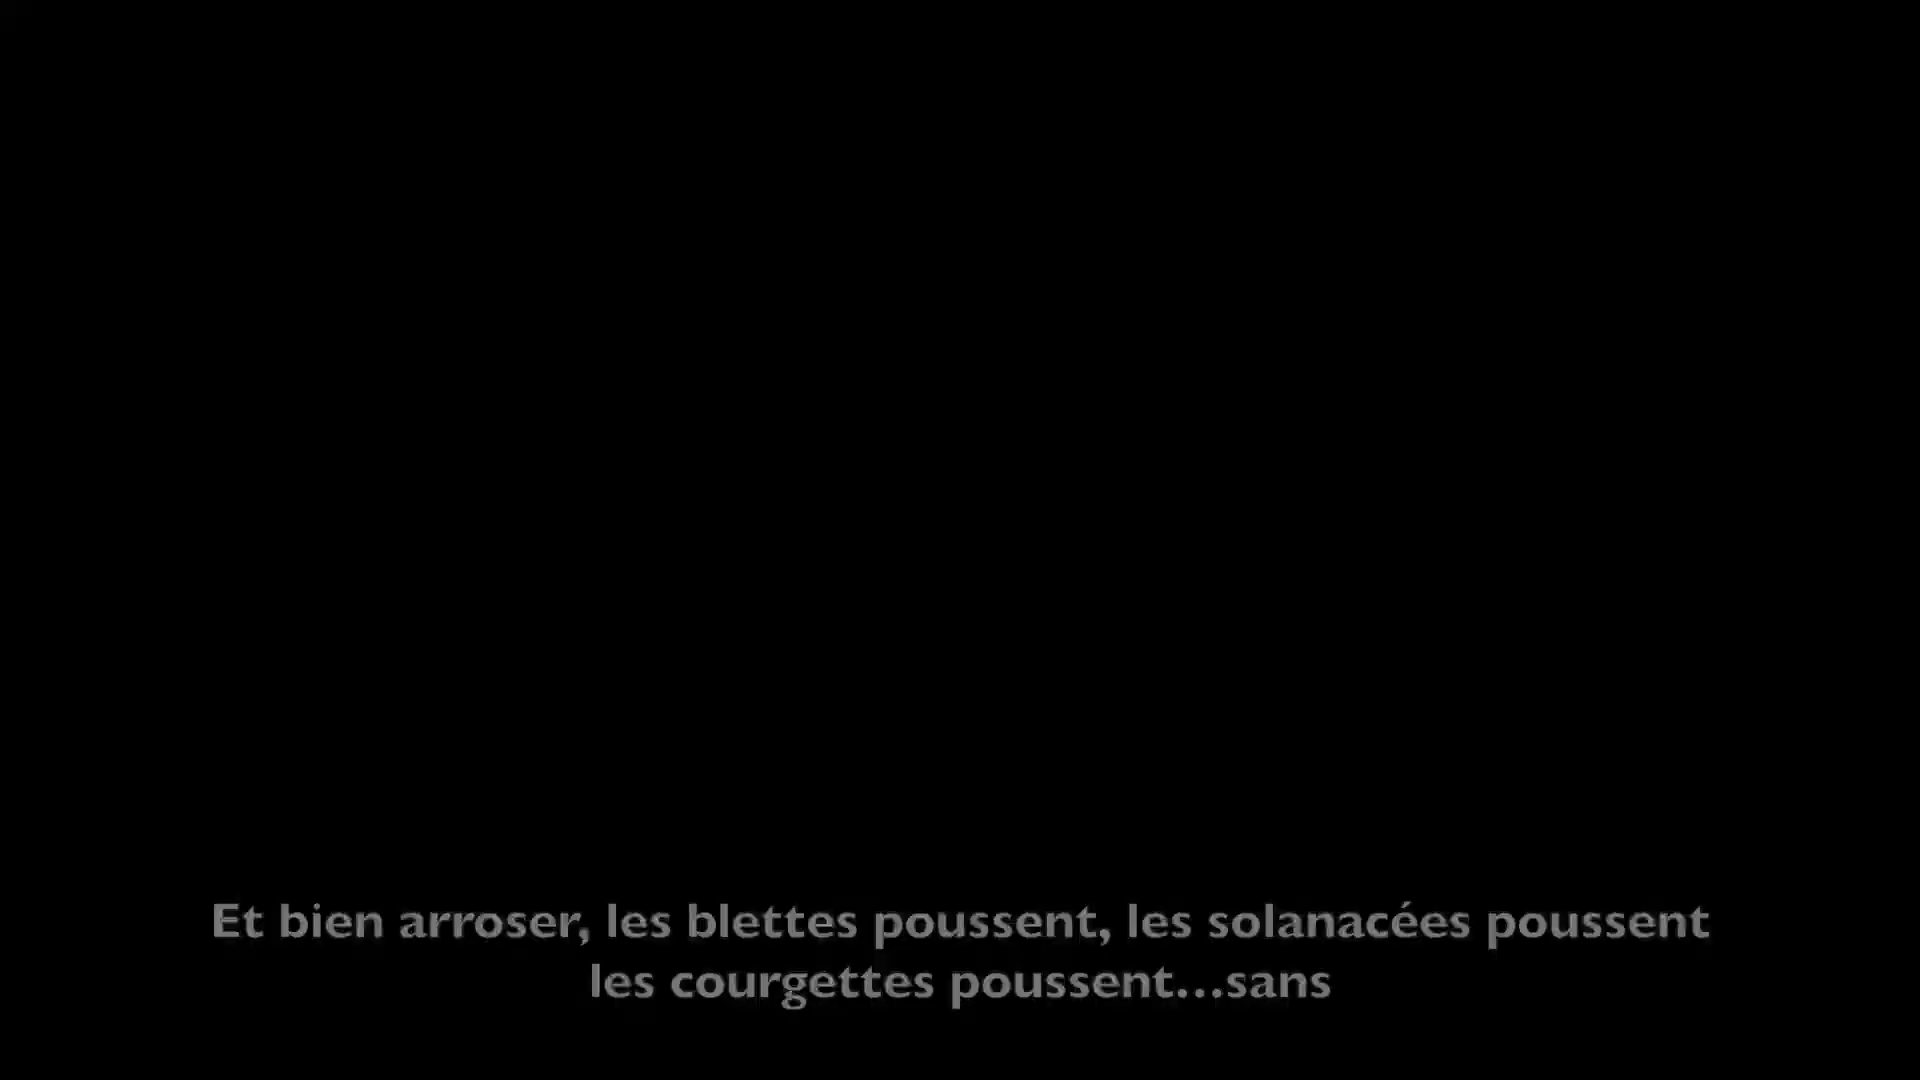 Et bien arroser, les blettes poussent, les solanacées poussent
les courgettes poussent...sans